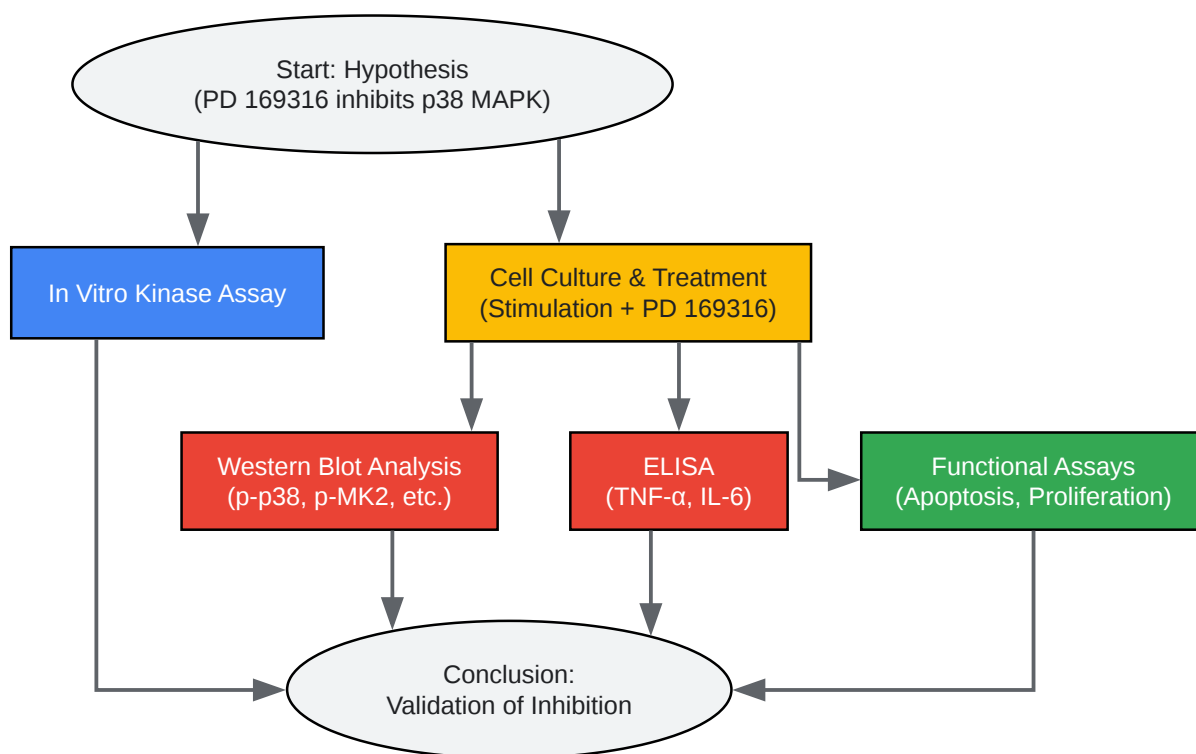 Start: Hypothesis
(PD 169316 inhibits p38 MAPK)
In Vitro Kinase Assay
Cell Culture & Treatment
(Stimulation + PD 169316)
Western Blot Analysis
(p-p38, p-MK2, etc.)
ELISA
(TNF-α, IL-6)
Functional Assays
(Apoptosis, Proliferation)
Conclusion:
Validation of Inhibition